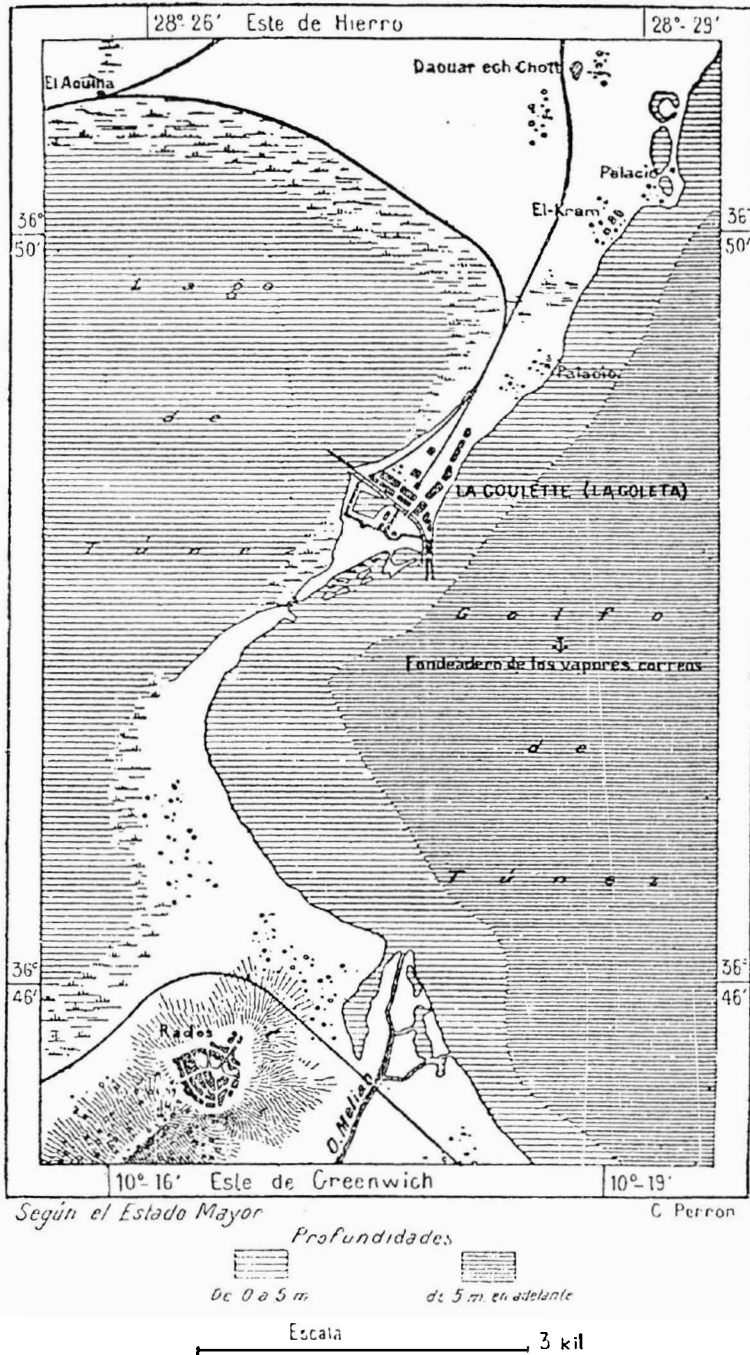 28°-26' Este de Hierro 28°-29'
El Aouina
Daouar ech-Chott
Palacio
El-Kram
36° 50'
36° 50'
Lago
de
Túnez
Palacio
LA GOULETTE (LA GOLETA)
Golfo
Fondeadero de los vapores correos
de
Túnez
36° 46'
36° 46'
Rados
O. Meliah
10°-16' Este de Greenwich 10°-19'
Según el Estado Mayor
C Perron
Profundidades
De 0 a 5 m.
de 5 m. en adelante
Escala
3 kil